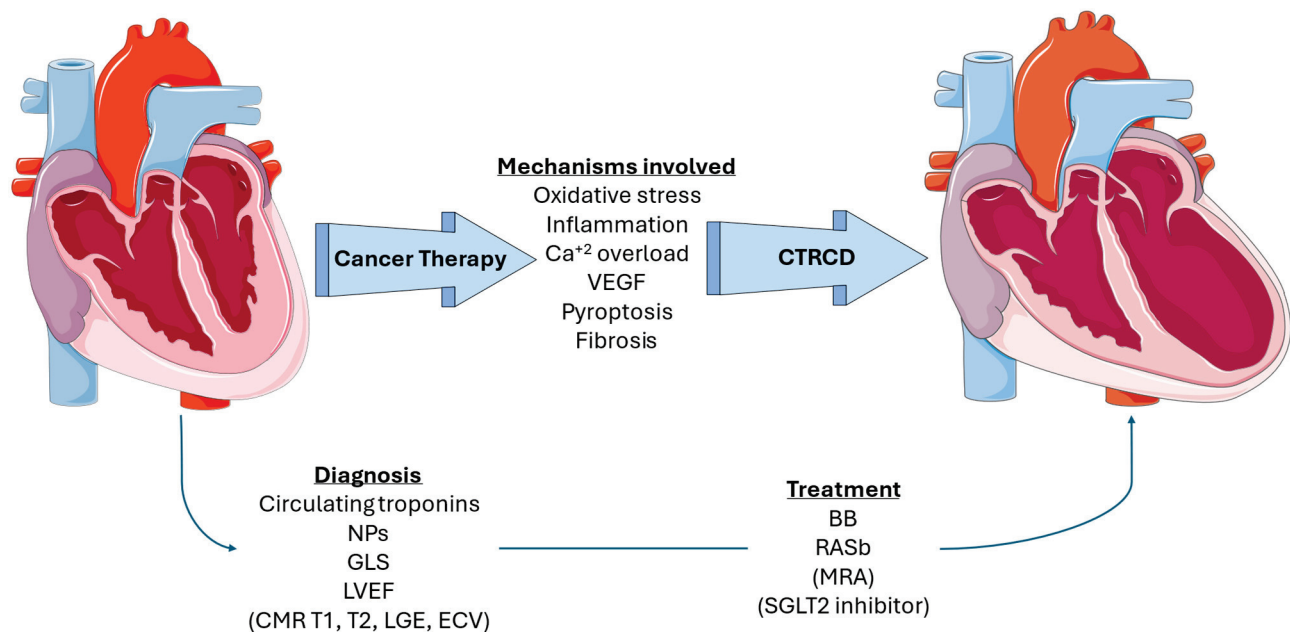 Cancer Therapy
Mechanisms involved
Oxidative stress
Inflammation
Ca⁺² overload
VEGF
Pyroptosis
Fibrosis
CTRCD
Diagnosis
Circulating troponins
NPs
GLS
LVEF
(CMR T1, T2, LGE, ECV)
Treatment
BB
RASb
(MRA)
(SGLT2 inhibitor)